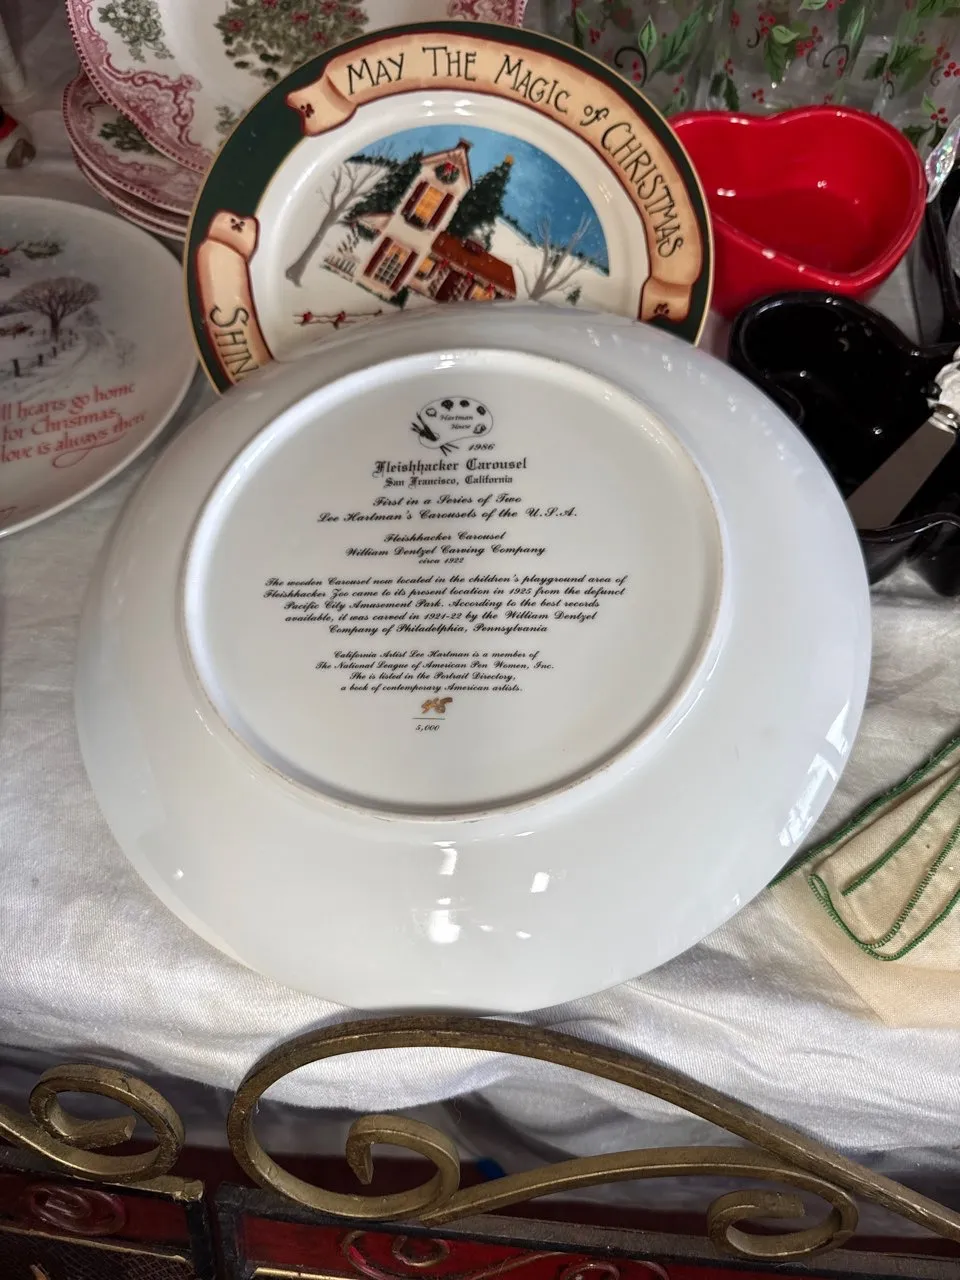 MAY THE MAGIC of CHRISTMAS
SHIN
ll hearts go home
for Christmas
love is always there
Hartman
House
1986
Fleishhacker Carousel
San Francisco, California
First in a Series of Two
Lee Hartman's Carousels of the U.S.A.
Fleishhacker Carousel
William Dentzel Carving Company
circa 1922
The wooden Carousel now located in the children's playground area of
Fleishhacker Zoo came to its present location in 1925 from the defunct
Pacific City Amusement Park. According to the best records
available, it was carved in 1921-22 by the William Dentzel
Company of Philadelphia, Pennsylvania
California Artist Lee Hartman is a member of
The National League of American Pen Women, Inc.
She is listed in the Portrait Directory,
a book of contemporary American artists.
5,000